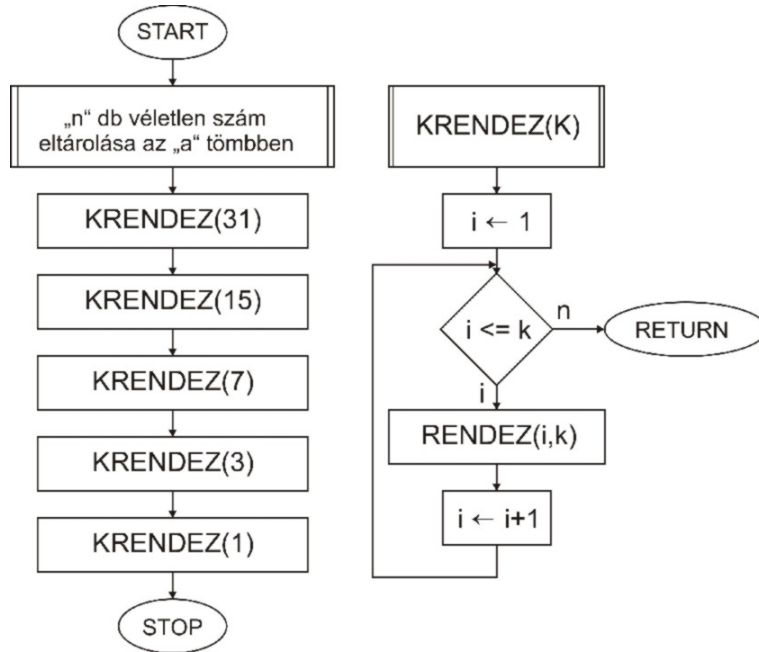 START
„n“ db véletlen szám
eltárolása az „a“ tömbben
KRENDEZ(31)
KRENDEZ(15)
KRENDEZ(7)
KRENDEZ(3)
KRENDEZ(1)
STOP
KRENDEZ(K)
i ← 1
i <= k
n
RETURN
i
RENDEZ(i,k)
i ← i+1